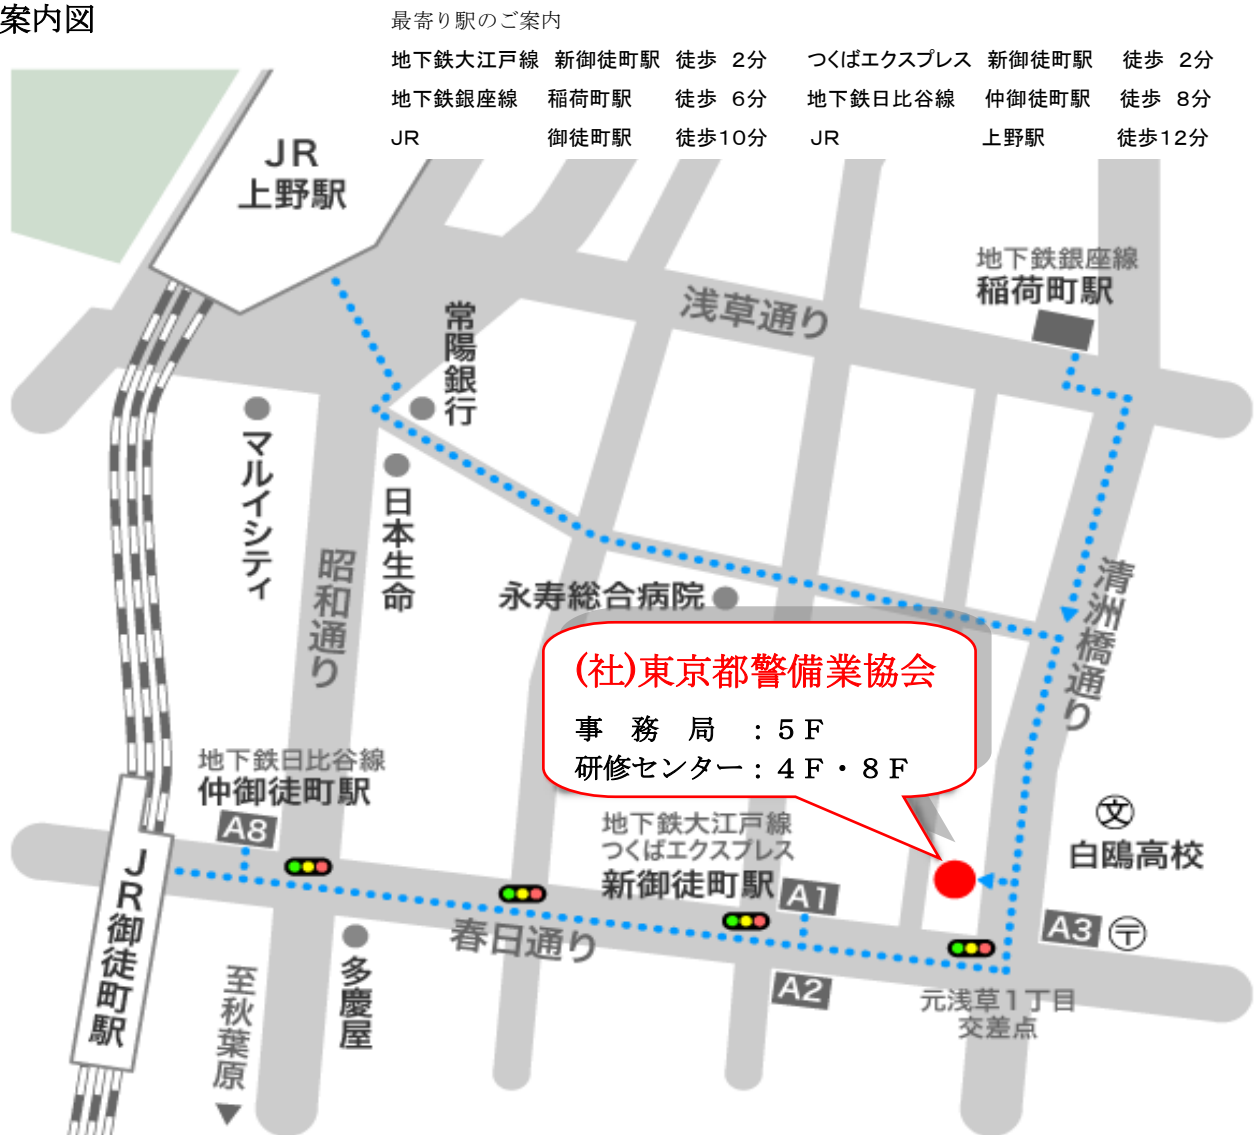 案内図
最寄り駅のご案内
地下鉄大江戸線 新御徒町駅 徒歩 2分 つくばエクスプレス 新御徒町駅 徒歩 2分
地下鉄銀座線 稲荷町駅 徒歩 6分 地下鉄日比谷線 仲御徒町駅 徒歩 8分
JR 御徒町駅 徒歩10分 JR 上野駅 徒歩12分
JR
上野駅
地下鉄銀座線
稲荷町駅
浅草通り
常陽銀行
マルイシティ
日本生命
昭和通り
永寿総合病院
清洲橋通り
(社)東京都警備業協会
事 務 局 :5F
研修センター:4F・8F
地下鉄日比谷線
仲御徒町駅
A8
地下鉄大江戸線
つくばエクスプレス
新御徒町駅
A1
文
白鷗高校
JR御徒町駅
春日通り
A3
〒
A2
多慶屋
至秋葉原
元浅草1丁目
交差点